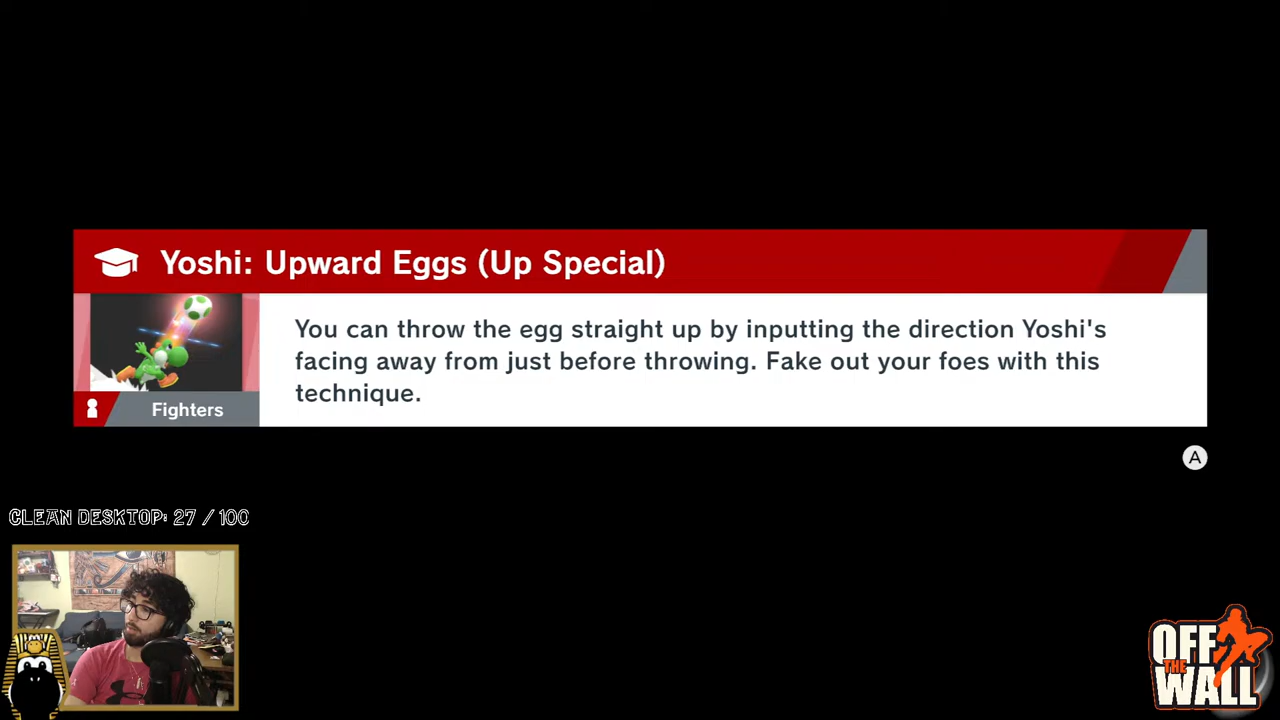 Yoshi: Upward Eggs (Up Special)
You can throw the egg straight up by inputting the direction Yoshi's
facing away from just before throwing. Fake out your foes with this
technique.
Fighters
A
CLEAN DESKTOP: 27 / 100
OFF
THE
WALL